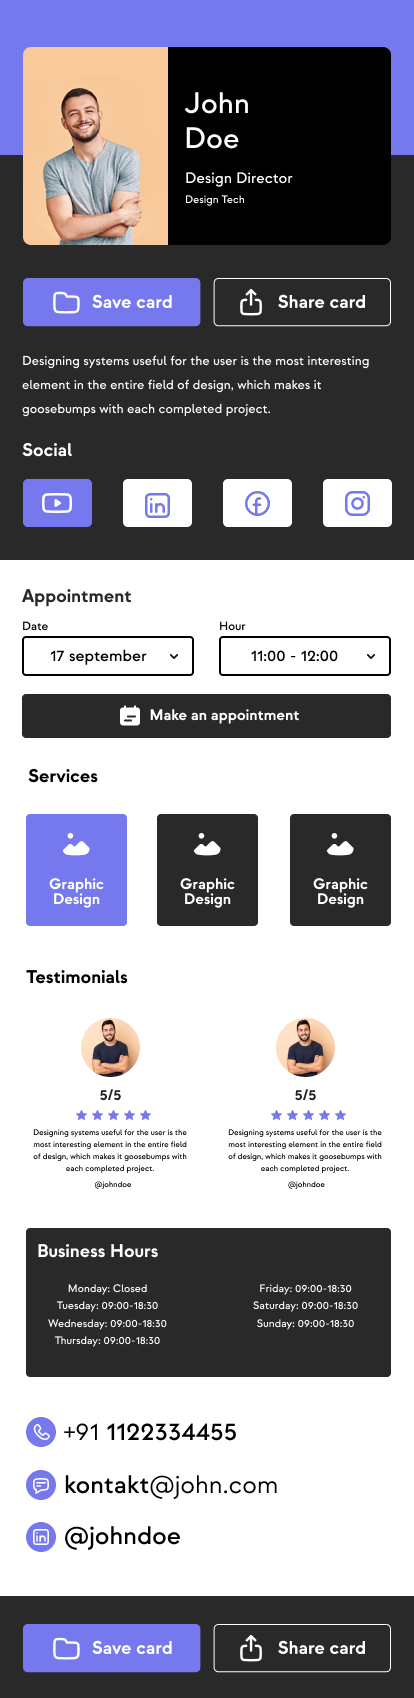 John
Doe
Design Director
Design Tech
Save card
Share card
Designing systems useful for the user is the most interesting
element in the entire field of design, which makes it
goosebumps with each completed project.
Social
Appointment
Date
Hour
17 september
11:00 - 12:00
Make an appointment
Services
Graphic
Design
Graphic
Design
Graphic
Design
Testimonials
5/5
Designing systems useful for the user is the
most interesting element in the entire field
of design, which makes it goosebumps with
each completed project.
@johndoe
5/5
Designing systems useful for the user is the
most interesting element in the entire field
of design, which makes it goosebumps with
each completed project.
@johndoe
Business Hours
Monday: Closed
Tuesday: 09:00-18:30
Wednesday: 09:00-18:30
Thursday: 09:00-18:30
Friday: 09:00-18:30
Saturday: 09:00-18:30
Sunday: 09:00-18:30
+91 1122334455
kontakt@john.com
@johndoe
Save card
Share card